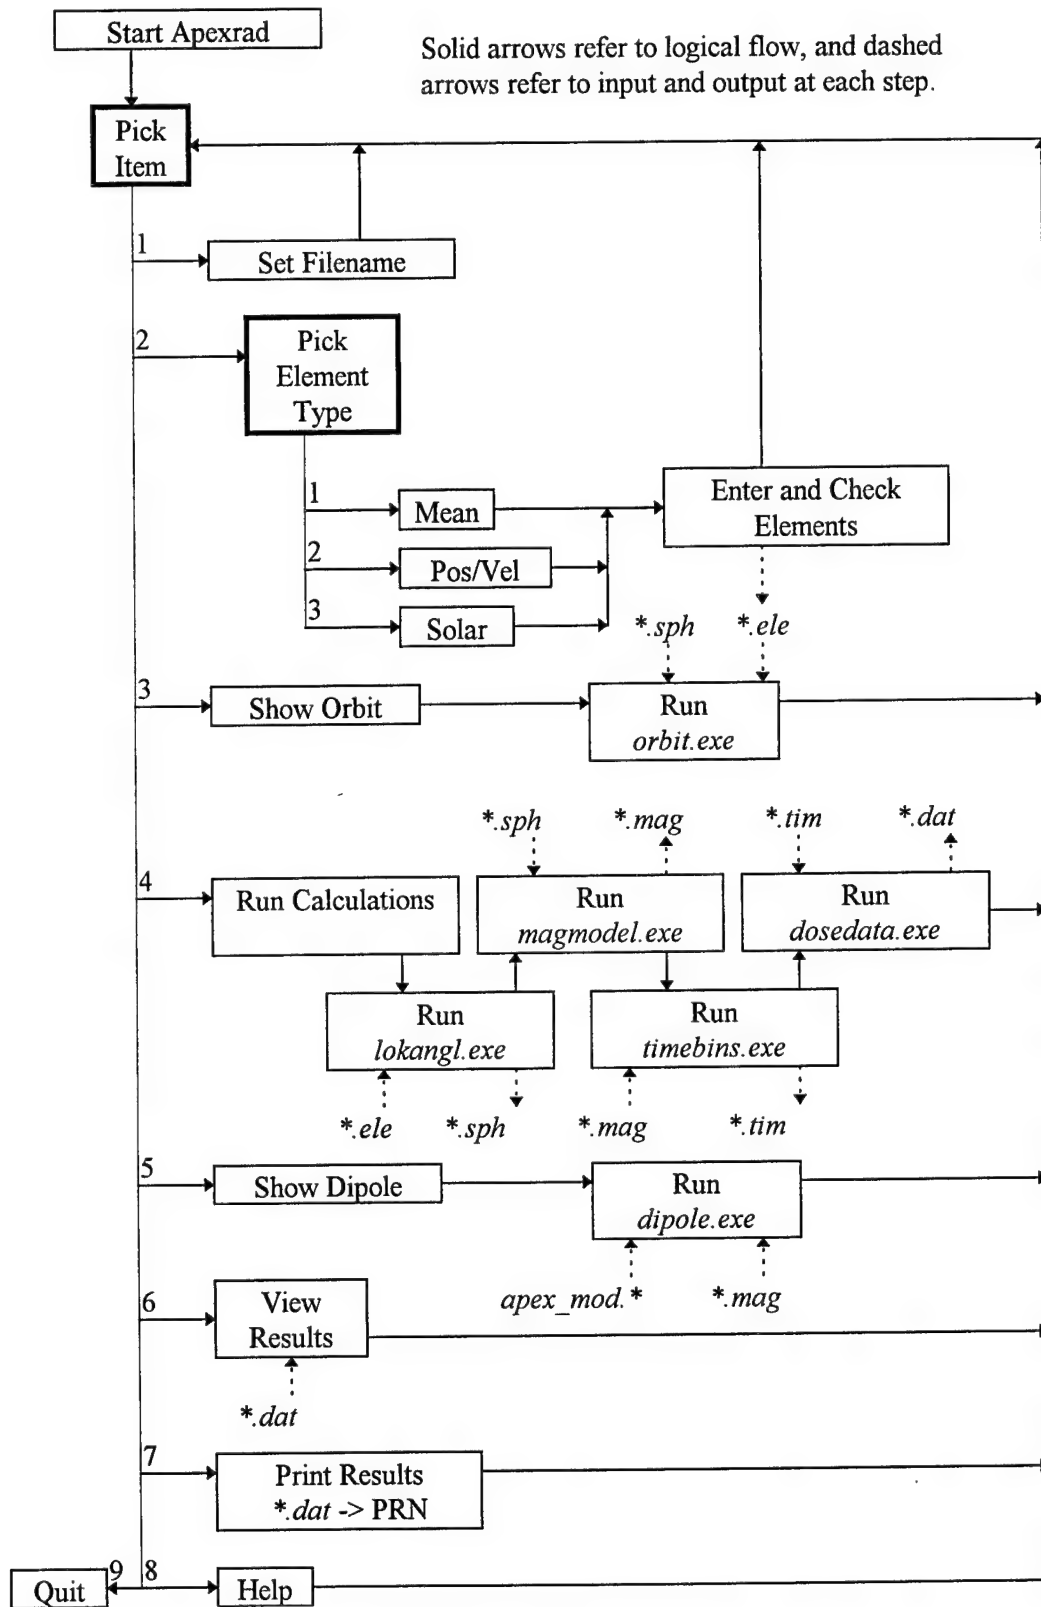 Start Apexrad
Solid arrows refer to logical flow, and dashed
arrows refer to input and output at each step.
Pick
Item
1
Set Filename
2
Pick
Element
Type
1
Mean
Enter and Check
Elements
2
Pos/Vel
3
Solar
*.sph
*.ele
3
Show Orbit
Run
orbit.exe
*.sph
*.mag
*.tim
*.dat
4
Run Calculations
Run
magmodel.exe
Run
dosedata.exe
Run
lokangl.exe
Run
timebins.exe
*.ele
*.sph
*.mag
*.tim
5
Show Dipole
Run
dipole.exe
apex_mod.*
*.mag
6
View
Results
*.dat
7
Print Results
*.dat -> PRN
Quit
9
8
Help